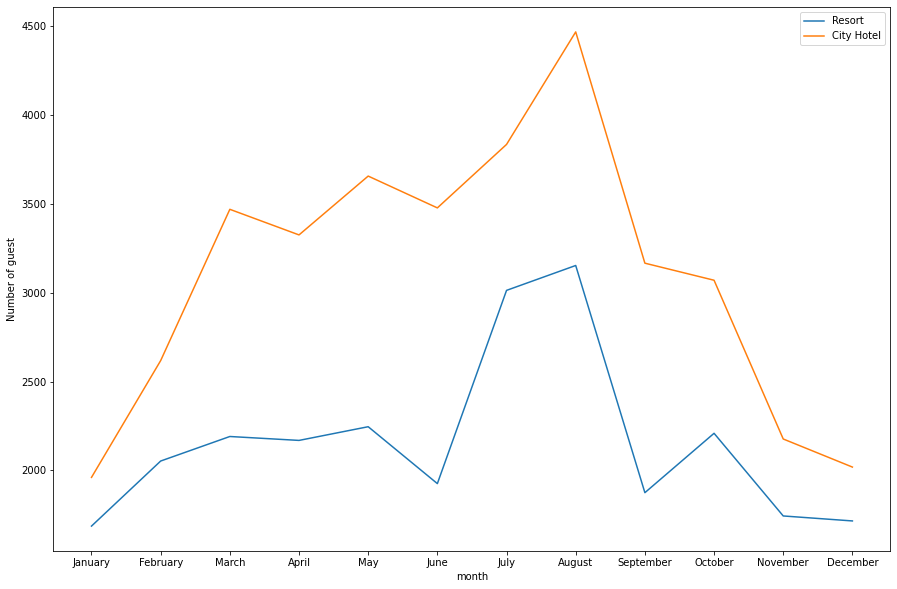 Resort
City Hotel
4500
4000
3500
3000
2500
2000
Number of guest
January February March April May June July August September October November December
month